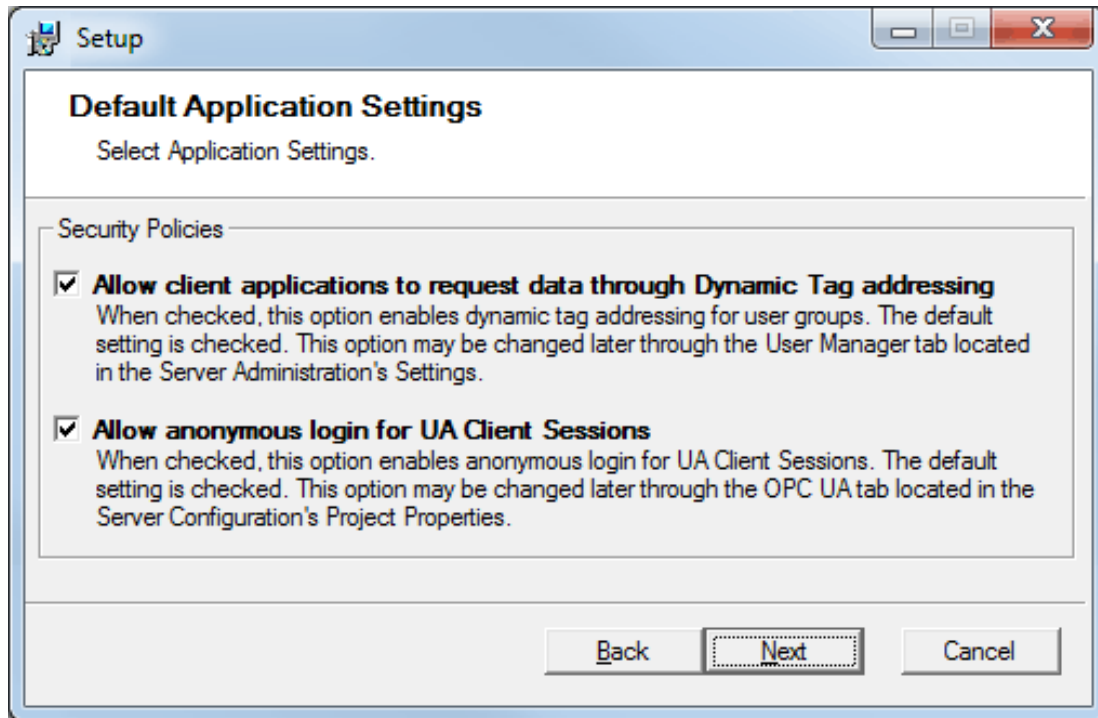 Setup
Default Application Settings
Select Application Settings.
Security Policies
Allow client applications to request data through Dynamic Tag addressing
When checked, this option enables dynamic tag addressing for user groups. The default
setting is checked. This option may be changed later through the User Manager tab located
in the Server Administration's Settings.
Allow anonymous login for UA Client Sessions
When checked, this option enables anonymous login for UA Client Sessions. The default
setting is checked. This option may be changed later through the OPC UA tab located in the
Server Configuration's Project Properties.
Back Next Cancel